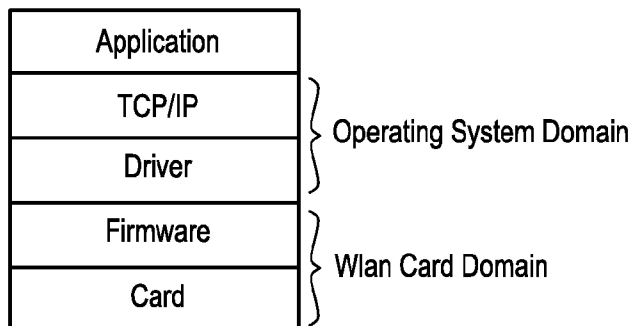 Application
TCP/IP
Operating System Domain
Driver
Firmware
Wlan Card Domain
Card